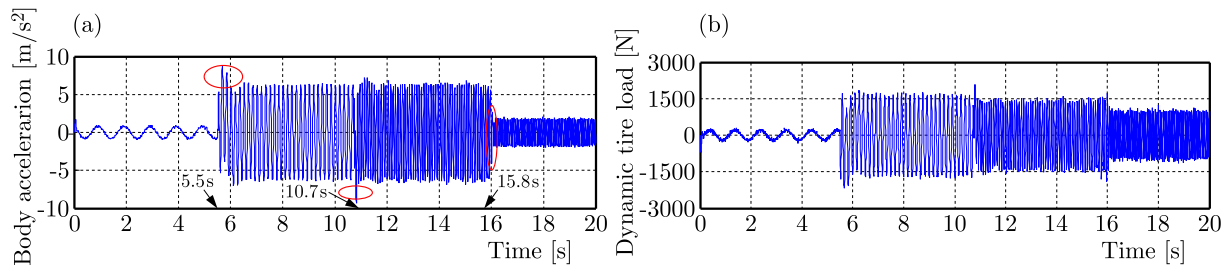 (a)
Body accelerarion [m/s²]
10
5
0
-5
-10
5.5s
10.7s
15.8s
0 2 4 6 8 10 12 14 16 18 20
Time [s]
(b)
Dynamic tire load [N]
3000
1500
0
-1500
-3000
0 2 4 6 8 10 12 14 16 18 20
Time [s]